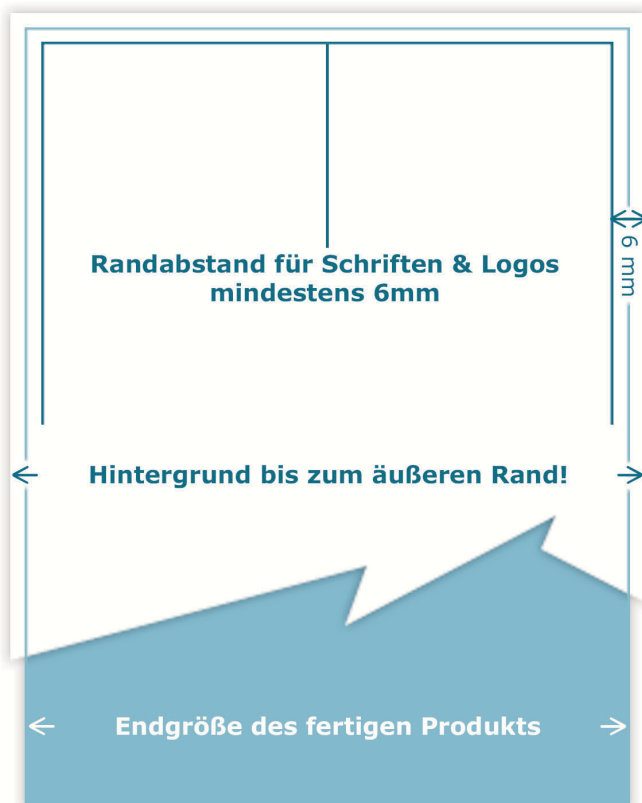 Randabstand für Schriften & Logos
mindestens 6mm
6 mm
Hintergrund bis zum äußeren Rand!
Endgröße des fertigen Produkts